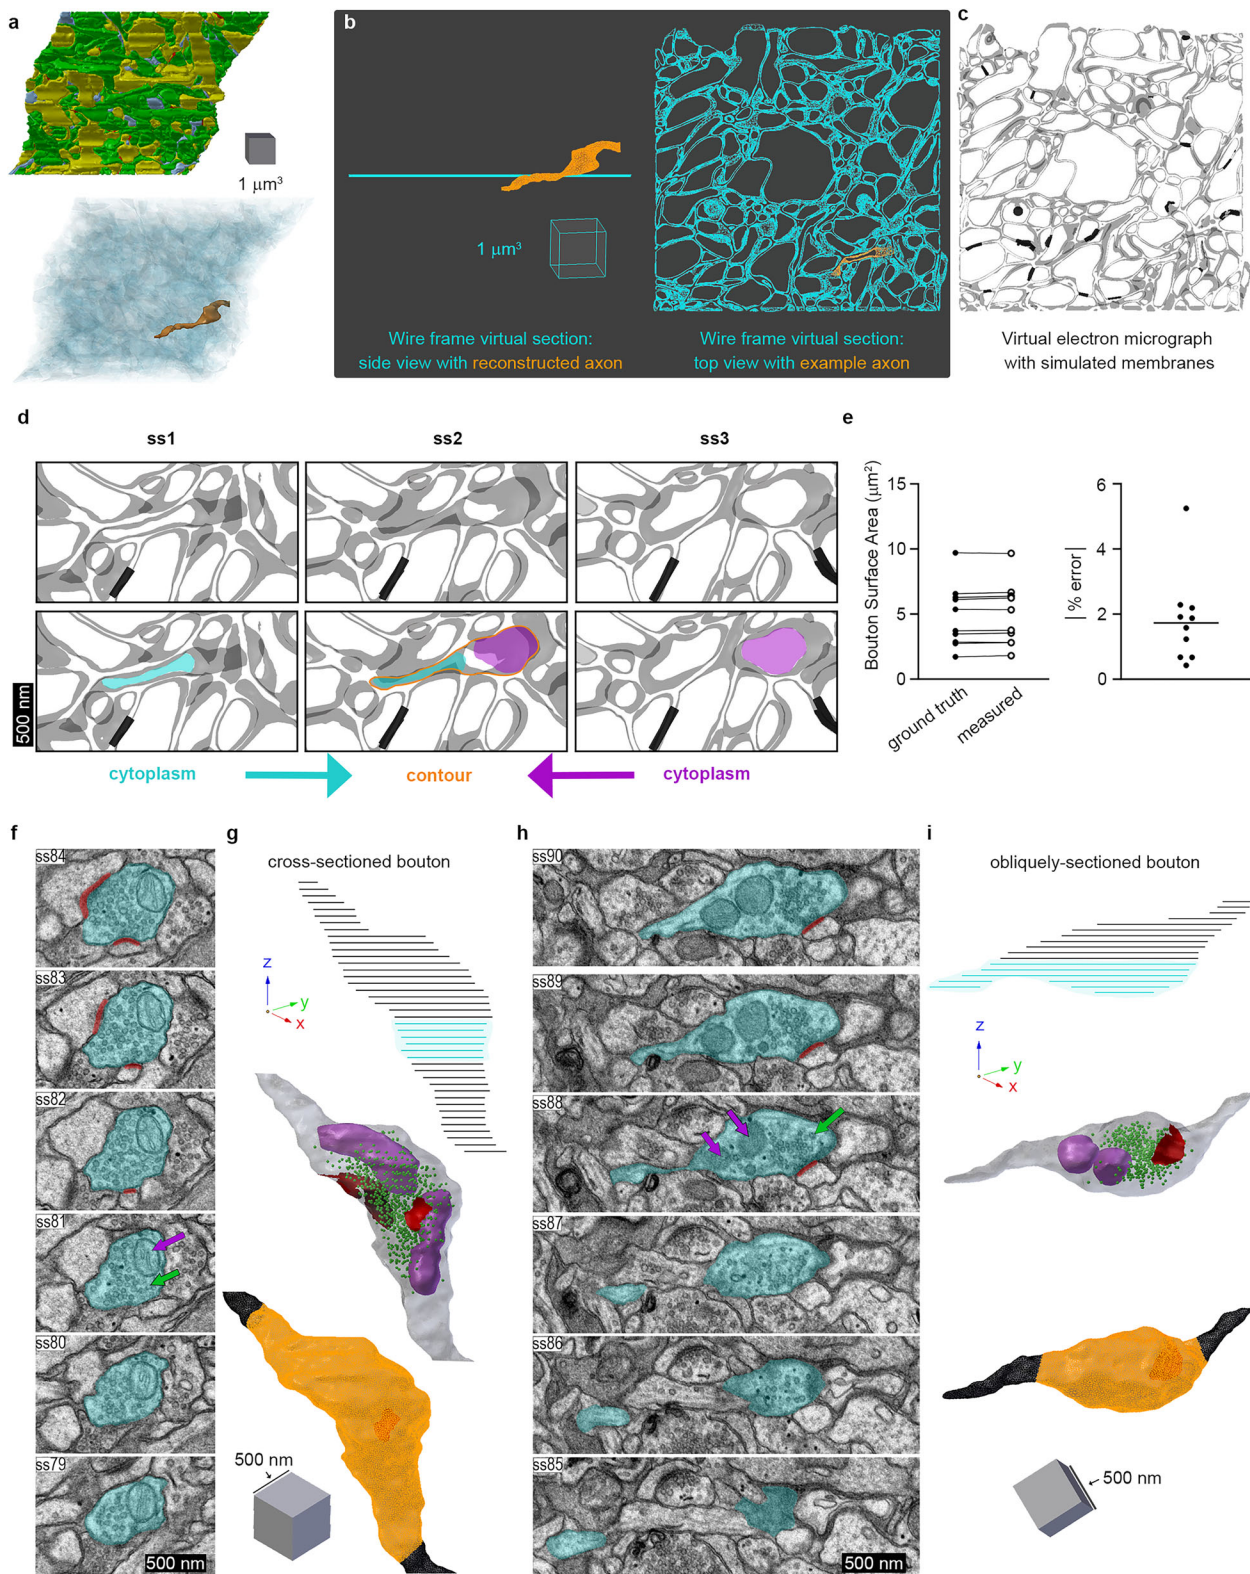 a
1 μm³
b
1 μm³
Wire frame virtual section:
side view with reconstructed axon
Wire frame virtual section:
top view with example axon
c
Virtual electron micrograph
with simulated membranes
d
ss1
ss2
ss3
500 nm
cytoplasm
contour
cytoplasm
e
Bouton Surface Area (μm²)
15
10
5
0
ground truth
measured
| % error |
6
4
2
0
f
ss84
ss83
ss82
ss81
ss80
ss79
500 nm
g
cross-sectioned bouton
z
y
x
500 nm
h
ss90
ss89
ss88
ss87
ss86
ss85
500 nm
i
obliquely-sectioned bouton
z
y
x
500 nm